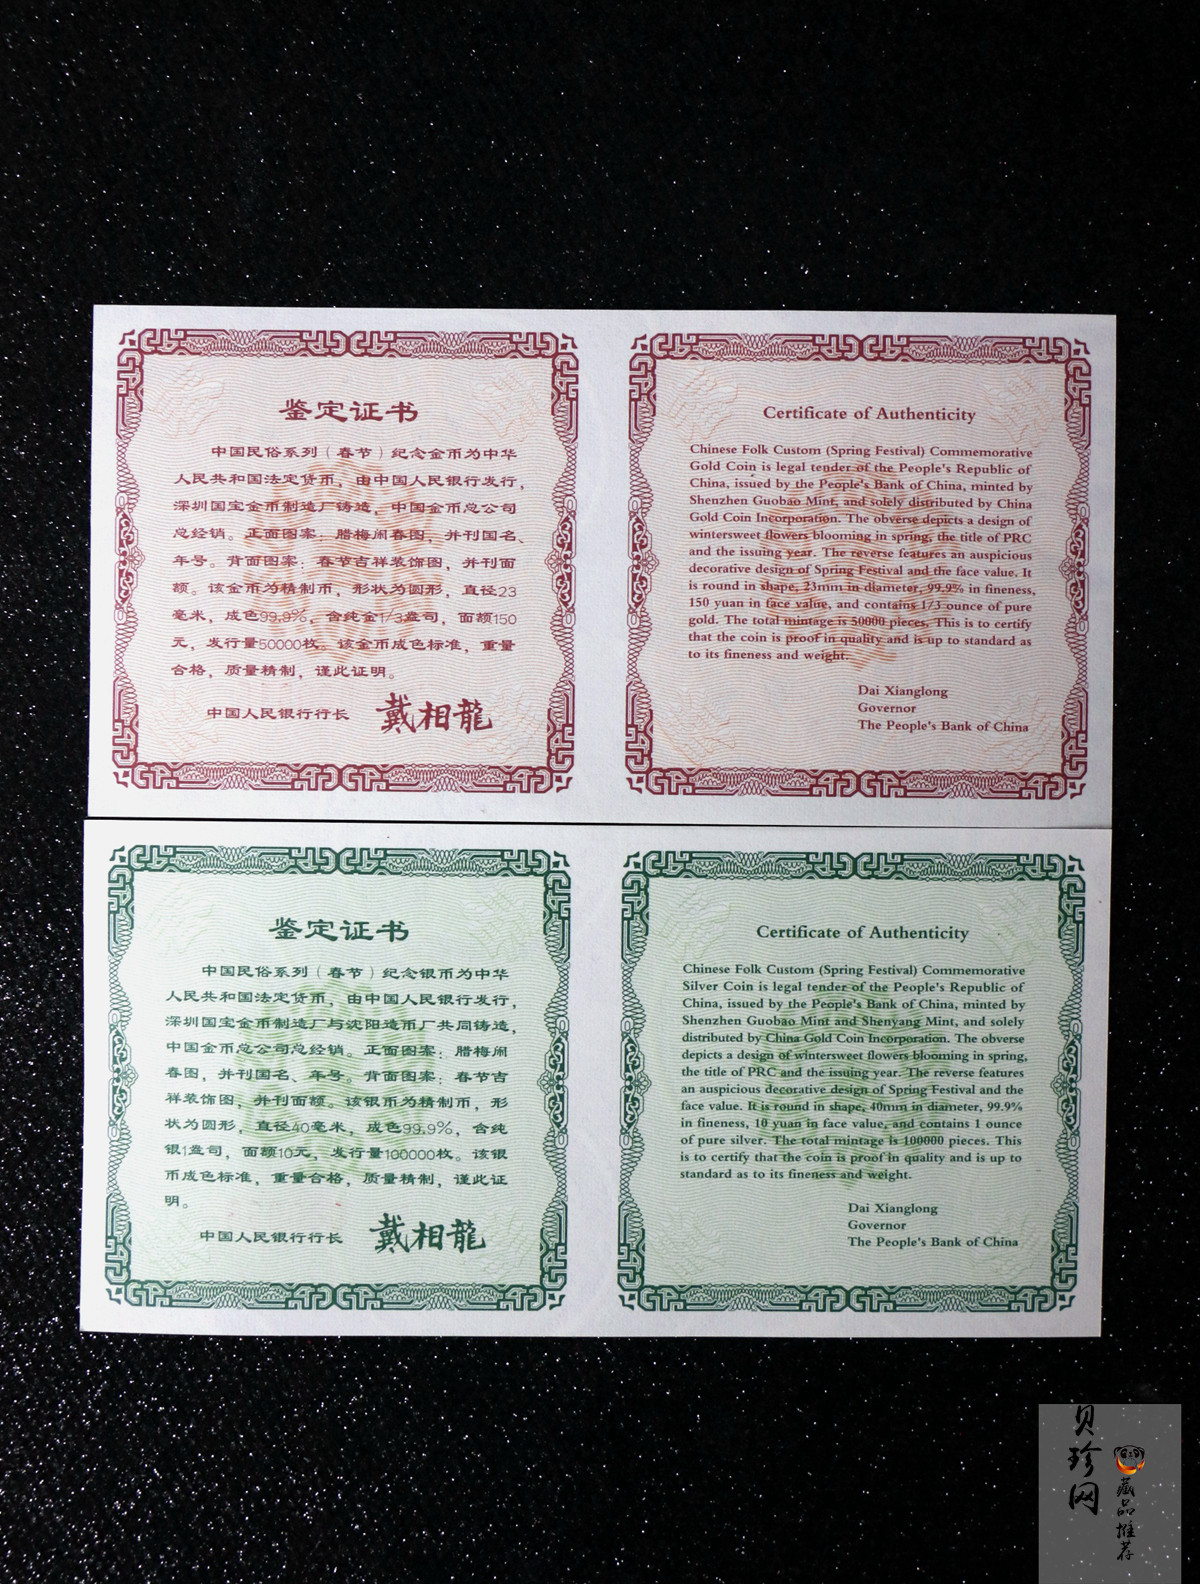 鉴定证书
中国民俗系列（春节）纪念金币为中华
人民共和国法定货币，由中国人民银行发行，
深圳国宝金币制造厂铸造，中国金币总公司
总经销。正面图案：腊梅闹春图，并刊国名、
年号。背面图案：春节吉祥装饰图，并刊面
额。该金币为精制币，形状为圆形，直径23
毫米，成色99.9%，含纯金1/3盎司，面额150
元，发行量50000枚。该金币成色标准，重量
合格，质量精制，谨此证明。
中国人民银行行长 戴相龍
Certificate of Authenticity
Chinese Folk Custom (Spring Festival) Commemorative
Gold Coin is legal tender of the People's Republic of
China, issued by the People's Bank of China, minted by
Shenzhen Guobao Mint, and solely distributed by China
Gold Coin Incorporation. The obverse depicts a design of
wintersweet flowers blooming in spring, the title of PRC
and the issuing year. The reverse features an auspicious
decorative design of Spring Festival and the face value. It
is round in shape, 23mm in diameter, 99.9% in fineness,
150 yuan in face value, and contains 1/3 ounce of pure
gold. The total mintage is 50000 pieces. This is to certify
that the coin is proof in quality and is up to standard as
to its fineness and weight.
Dai Xianglong
Governor
The People's Bank of China
鉴定证书
中国民俗系列（春节）纪念银币为中华
人民共和国法定货币，由中国人民银行发行，
深圳国宝金币制造厂与沈阳造币厂共同铸造，
中国金币总公司总经销。正面图案：腊梅闹
春图，并刊国名、年号。背面图案：春节吉
祥装饰图，并刊面额。该银币为精制币，形
状为圆形，直径40毫米，成色99.9%，含纯
银1盎司，面额10元，发行量100000枚。该银
币成色标准，重量合格，质量精制，谨此证
明。
中国人民银行行长 戴相龍
Certificate of Authenticity
Chinese Folk Custom (Spring Festival) Commemorative
Silver Coin is legal tender of the People's Republic of
China, issued by the People's Bank of China, minted by
Shenzhen Guobao Mint and Shenyang Mint, and solely
distributed by China Gold Coin Incorporation. The obverse
depicts a design of wintersweet flowers blooming in spring,
the title of PRC and the issuing year. The reverse features
an auspicious decorative design of Spring Festival and the
face value. It is round in shape, 40mm in diameter, 99.9%
in fineness, 10 yuan in face value, and contains 1 ounce
of pure silver. The total mintage is 100000 pieces. This
is to certify that the coin is proof in quality and is up to
standard as to its fineness and weight.
Dai Xianglong
Governor
The People's Bank of China
贝珍网
藏品推荐